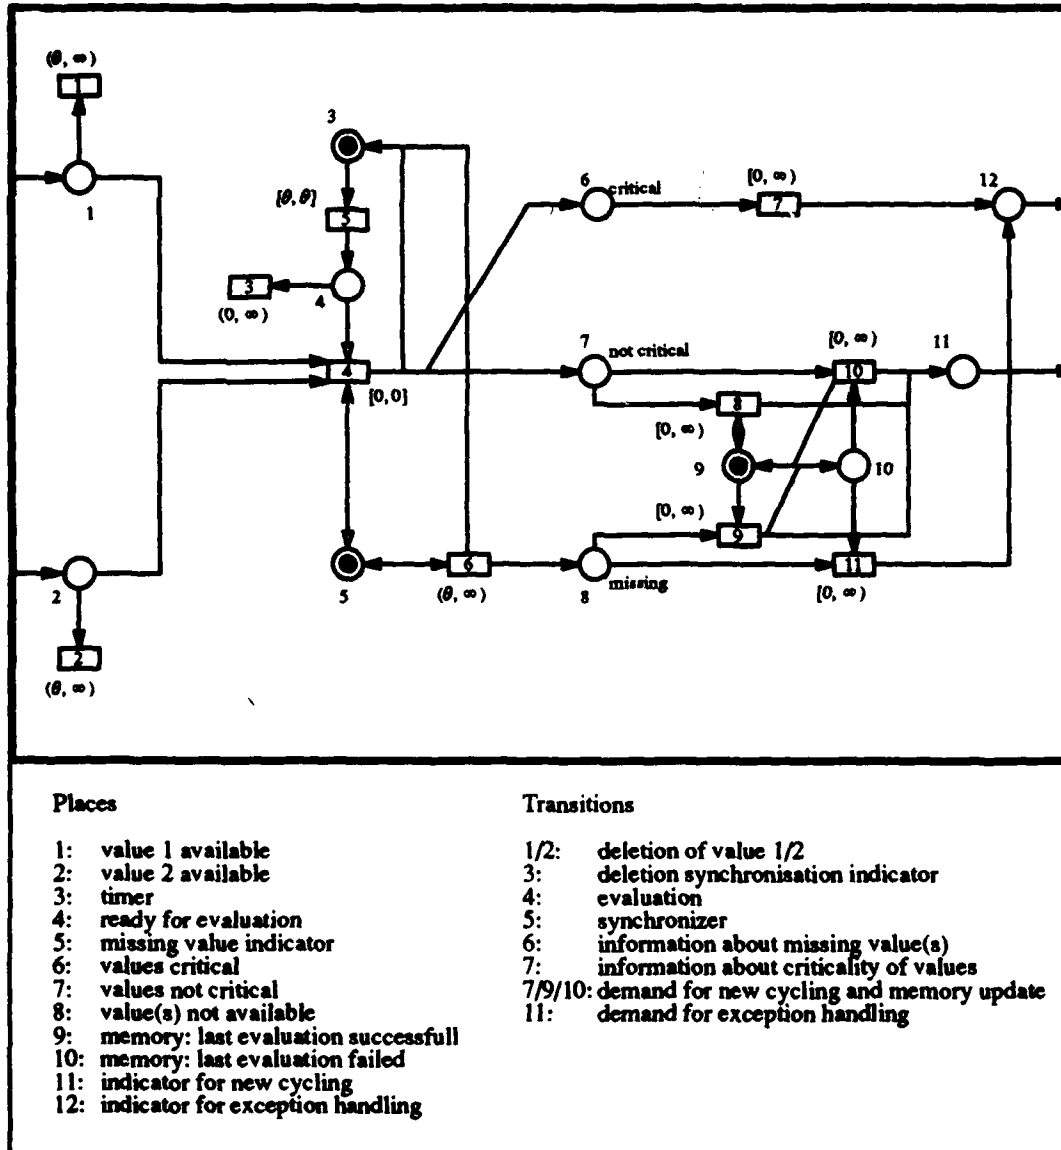 (θ, ∞)
1
3
[θ, θ]
5
1
3
4
(0, ∞)
4
[0, 0]
6
critical
[0, ∞)
7
12
7
not critical
[0, ∞)
10
11
8
[0, ∞)
9
10
[0, ∞)
9
2
5
6
(θ, ∞)
8
missing
11
[0, ∞)
2
(θ, ∞)
Places
1: value 1 available
2: value 2 available
3: timer
4: ready for evaluation
5: missing value indicator
6: values critical
7: values not critical
8: value(s) not available
9: memory: last evaluation successfull
10: memory: last evaluation failed
11: indicator for new cycling
12: indicator for exception handling
Transitions
1/2: deletion of value 1/2
3: deletion synchronisation indicator
4: evaluation
5: synchronizer
6: information about missing value(s)
7: information about criticality of values
7/9/10: demand for new cycling and memory update
11: demand for exception handling